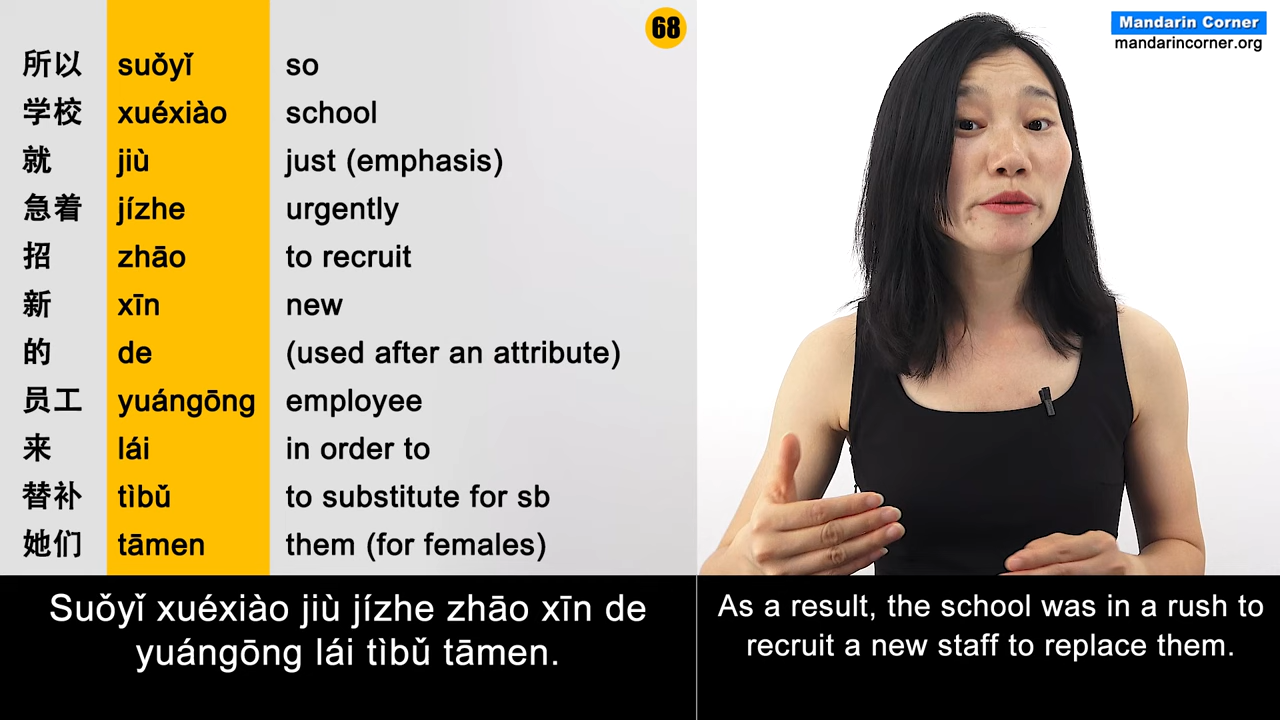 68
所以 suǒyǐ so
学校 xuéxiào school
就 jiù just (emphasis)
急着 jízhe urgently
招 zhāo to recruit
新 xīn new
的 de (used after an attribute)
员工 yuángōng employee
来 lái in order to
替补 tìbǔ to substitute for sb
她们 tāmen them (for females)
Suǒyǐ xuéxiào jiù jízhe zhāo xīn de
yuángōng lái tìbǔ tāmen.
Mandarin Corner
mandarincorner.org
As a result, the school was in a rush to
recruit a new staff to replace them.